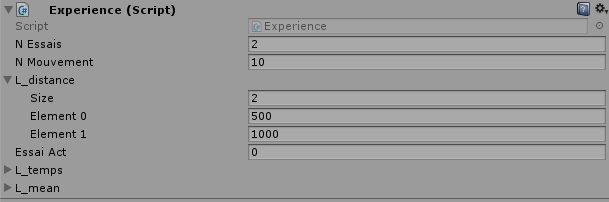 Experience (Script)
Script Experience
N Essais 2
N Mouvement 10
L_distance
Size 2
Element 0 500
Element 1 1000
Essai Act 0
L_temps
L_mean